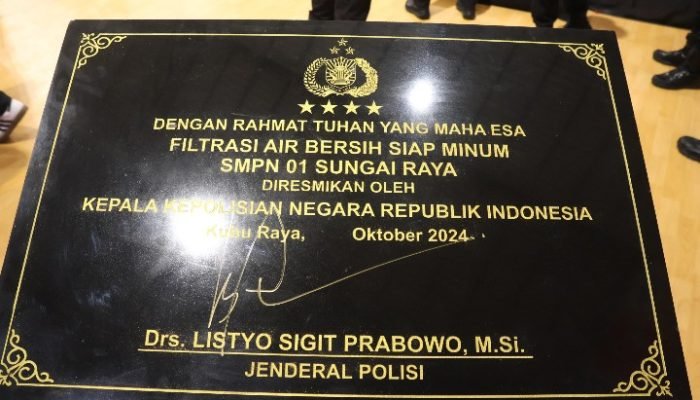 DENGAN RAHMAT TUHAN YANG MAHA ESA
FILTRASI AIR BERSIH SIAP MINUM
SMPN 01 SUNGAI RAYA
DIRESMIKAN OLEH
KEPALA KEPOLISIAN NEGARA REPUBLIK INDONESIA
Kubu Raya, Oktober 2024
Drs. LISTYO SIGIT PRABOWO, M.Si.
JENDERAL POLISI